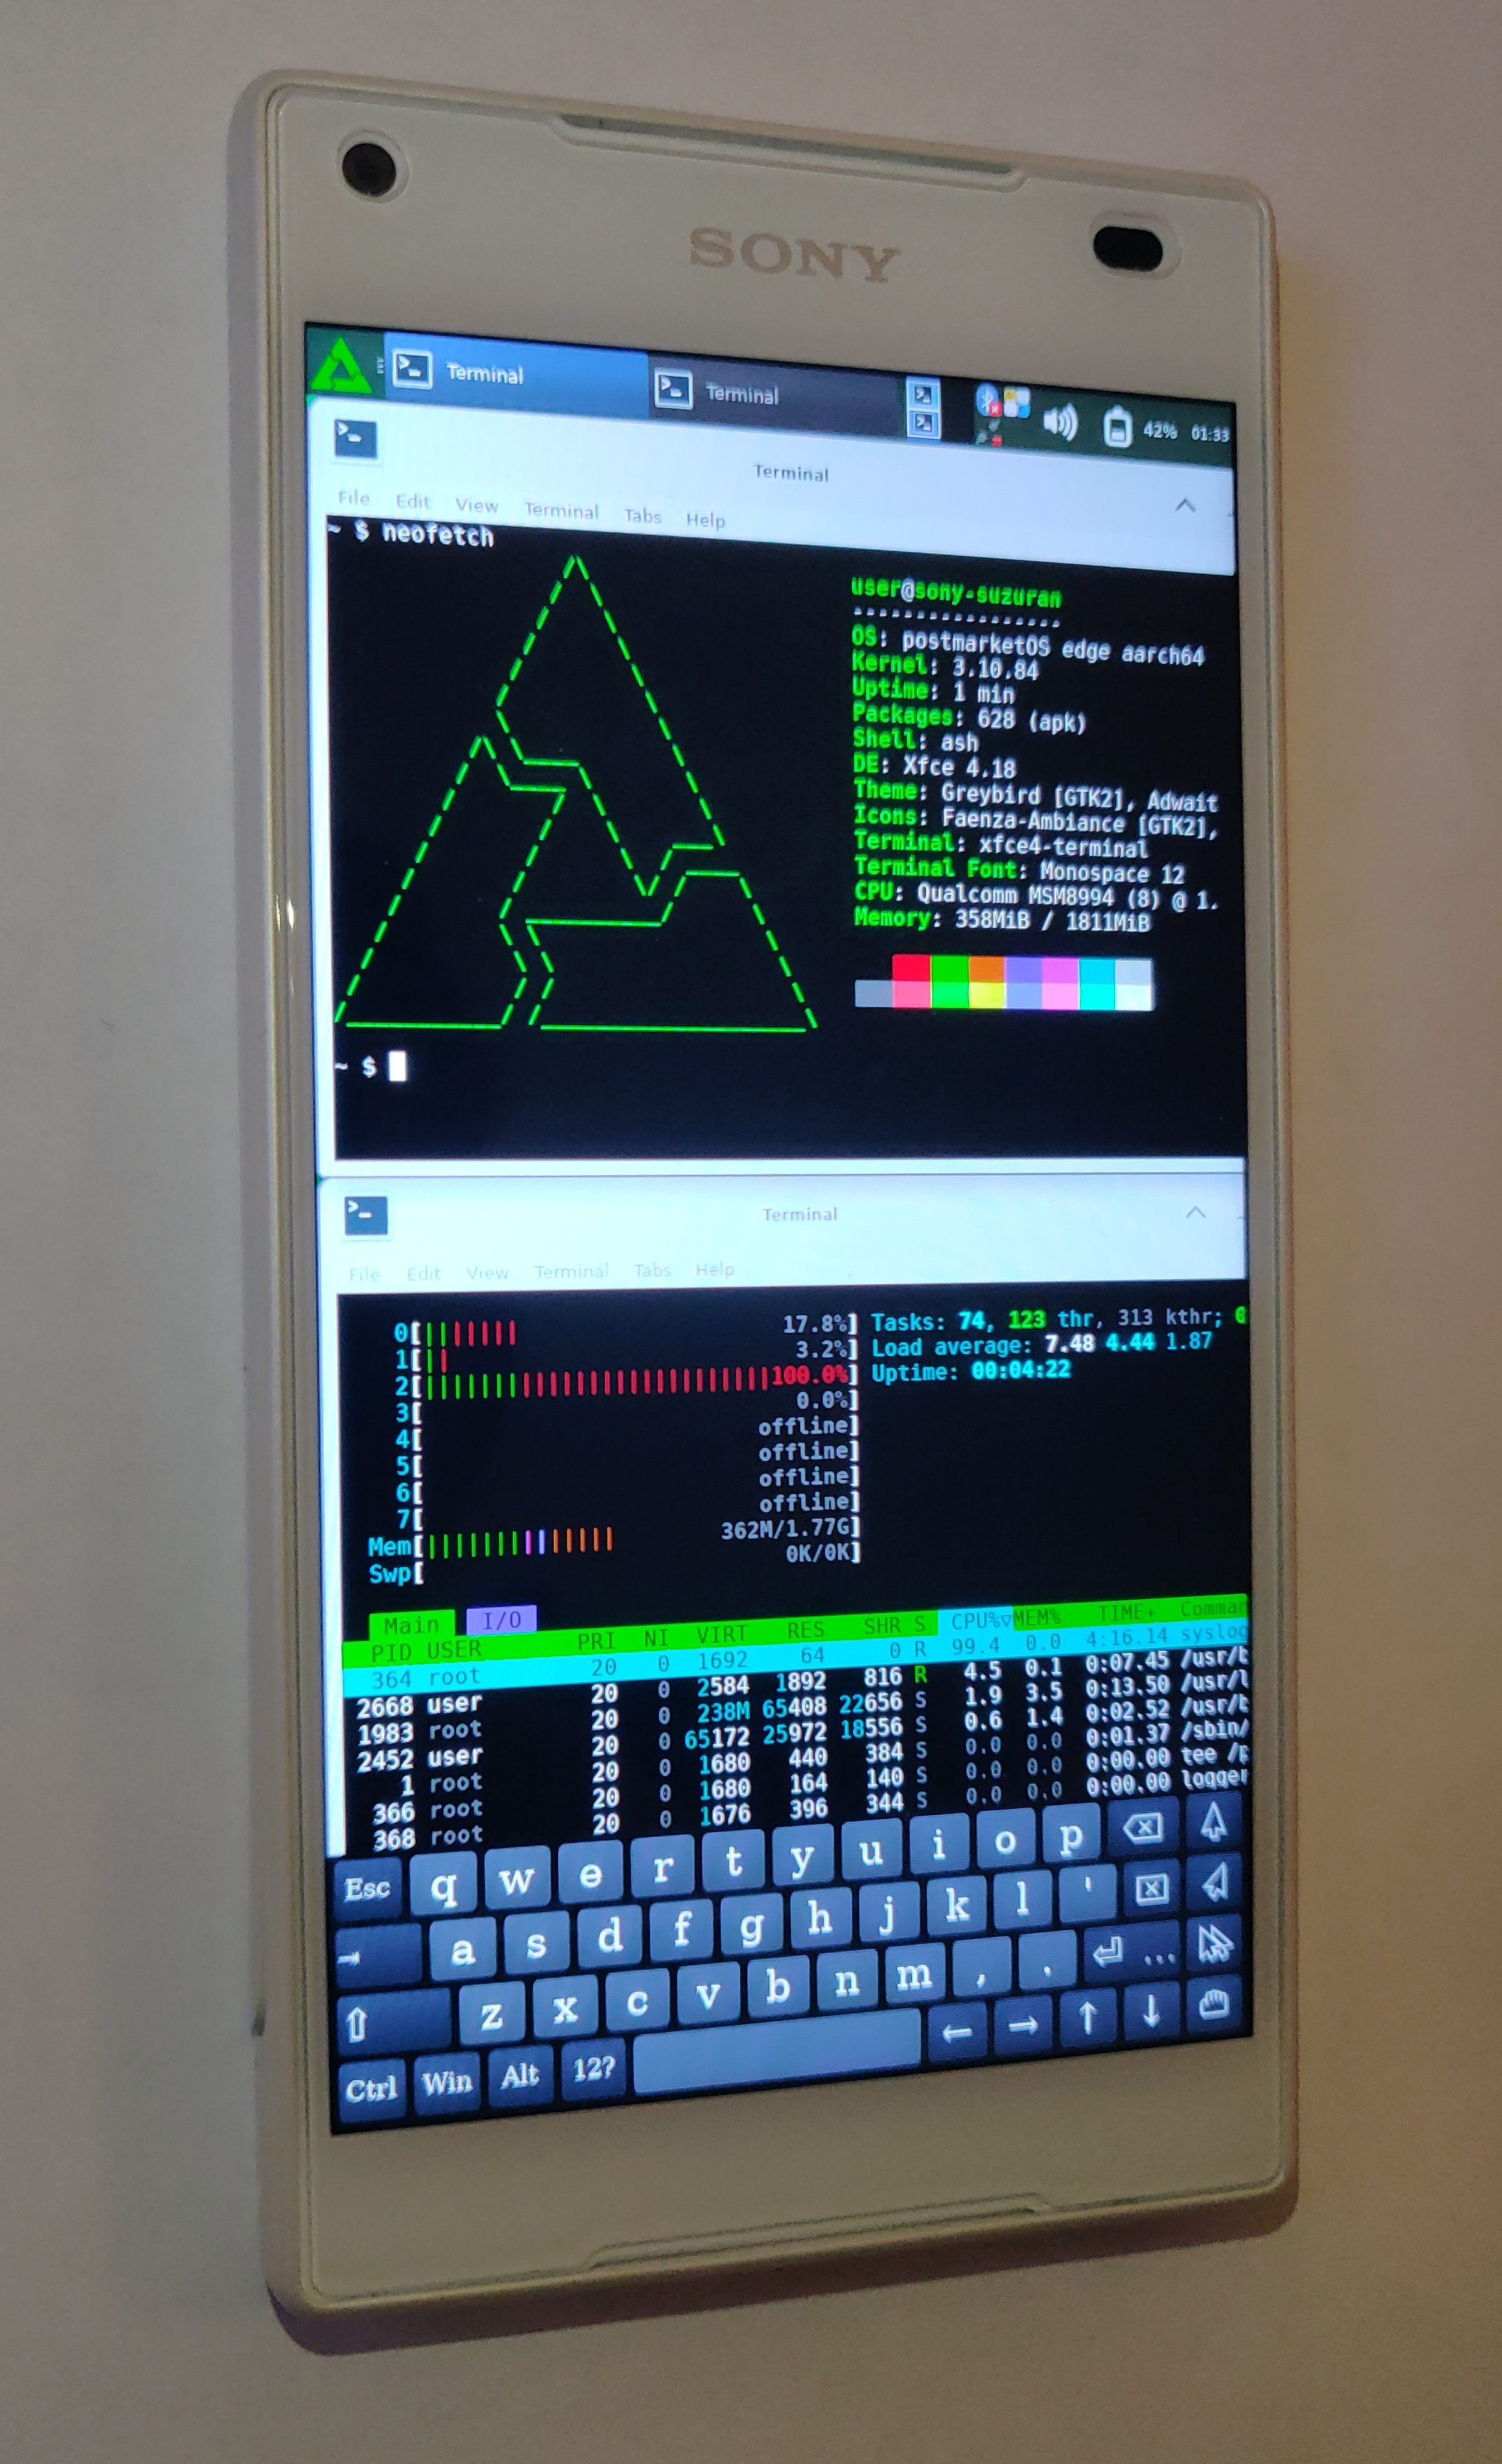 SONY
Terminal Terminal 42% 01:33
Terminal
File Edit View Terminal Tabs Help
~ $ neofetch
user@sony-suzuran
-----------------
OS: postmarketOS edge aarch64
Kernel: 3.10.84
Uptime: 1 min
Packages: 628 (apk)
Shell: ash
DE: Xfce 4.18
Theme: Greybird [GTK2], Adwait
Icons: Faenza-Ambiance [GTK2],
Terminal: xfce4-terminal
Terminal Font: Monospace 12
CPU: Qualcomm MSM8994 (8) @ 1.
Memory: 358MiB / 1811MiB
~ $
Terminal
File Edit View Terminal Tabs Help
0[ 17.8%] Tasks: 74, 123 thr, 313 kthr; 0
1[ 3.2%] Load average: 7.48 4.44 1.87
2[ 100.0%] Uptime: 00:04:22
3[ 0.0%]
4[ offline]
5[ offline]
6[ offline]
7[ offline]
Mem[ 362M/1.77G]
Swp[ 0K/0K]
Main I/O
PID USER PRI NI VIRT RES SHR S CPU%▽MEM% TIME+ Comman
364 root 20 0 1692 64 0 R 99.4 0.0 4:16.14 syslog
2668 user 20 0 2584 1892 816 R 4.5 0.1 0:07.45 /usr/b
1983 root 20 0 238M 65408 22656 S 1.9 3.5 0:13.50 /usr/l
2452 user 20 0 65172 25972 18556 S 0.6 1.4 0:02.52 /usr/b
1 root 20 0 1680 440 384 S 0.0 0.0 0:01.37 /sbin/
366 root 20 0 1680 164 140 S 0.0 0.0 0:00.00 tee /p
368 root 20 0 1676 396 344 S 0.0 0.0 0:00.00 logger
Esc q w e r t y u i o p
a s d f g h j k l '
z x c v b n m , . ...
Ctrl Win Alt 12? ← → ↑ ↓